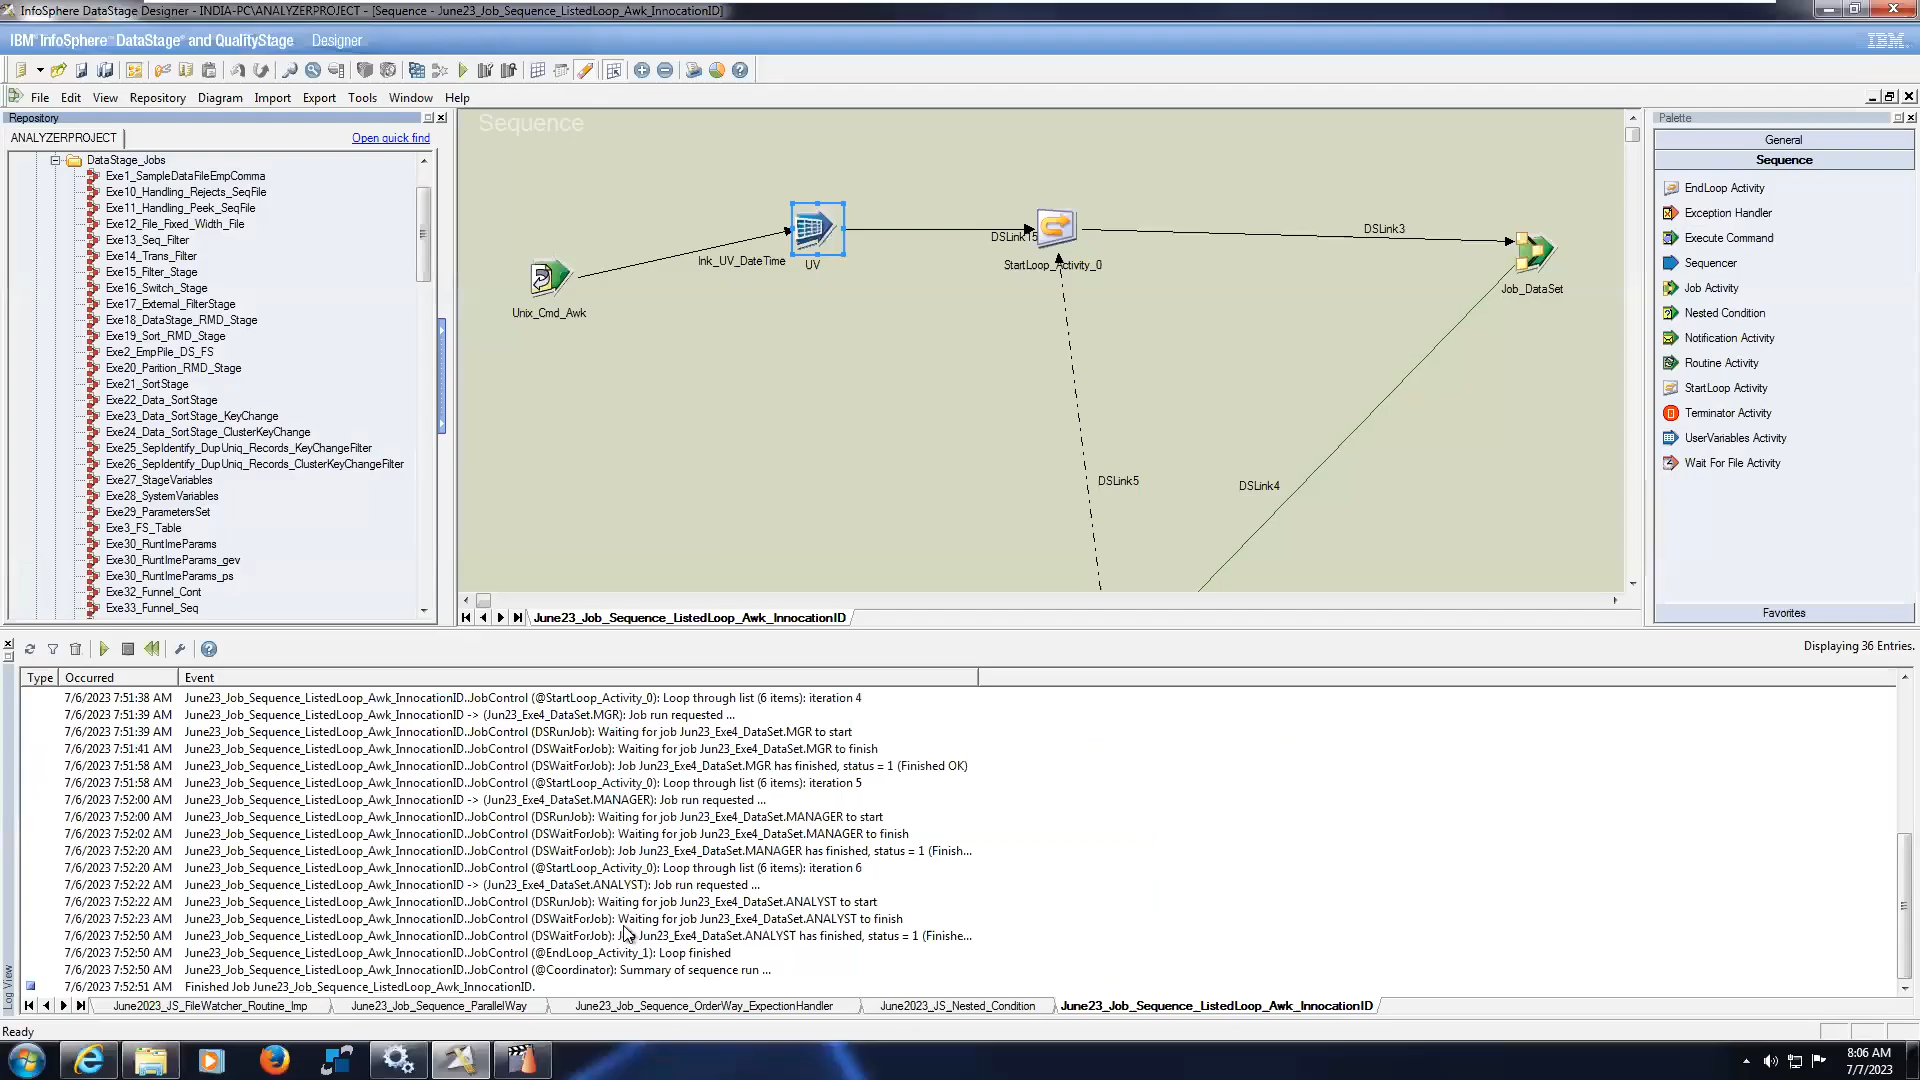 InfoSphere DataStage Designer - INDIA-PC\ANALYZERPROJECT - [Sequence - June23_Job_Sequence_ListedLoop_Awk_InnocationID]
IBM® InfoSphere™ DataStage® and QualityStage Designer
IBM.
File Edit View Repository Diagram Import Export Tools Window Help
Repository
ANALYZERPROJECT Open quick find
DataStage_Jobs
Exe1_SampleDataFileEmpComma
Exe10_Handling_Rejects_SeqFile
Exe11_Handling_Peek_SeqFile
Exe12_File_Fixed_Width_File
Exe13_Seq_Filter
Exe14_Trans_Filter
Exe15_Filter_Stage
Exe16_Switch_Stage
Exe17_External_FilterStage
Exe18_DataStage_RMD_Stage
Exe19_Sort_RMD_Stage
Exe2_EmpPile_DS_FS
Exe20_Parition_RMD_Stage
Exe21_SortStage
Exe22_Data_SortStage
Exe23_Data_SortStage_KeyChange
Exe24_Data_SortStage_ClusterKeyChange
Exe25_SepIdentify_DupUniq_Records_KeyChangeFilter
Exe26_SepIdentify_DupUniq_Records_ClusterKeyChangeFilter
Exe27_StageVariables
Exe28_SystemVariables
Exe29_ParametersSet
Exe3_FS_Table
Exe30_RuntImeParams
Exe30_RuntImeParams_gev
Exe30_RuntImeParams_ps
Exe32_Funnel_Cont
Exe33_Funnel_Seq
Sequence
Unix_Cmd_Awk
lnk_UV_DateTime
UV
DSLink15
StartLoop_Activity_0
DSLink3
Job_DataSet
DSLink5
DSLink4
June23_Job_Sequence_ListedLoop_Awk_InnocationID
Palette
General
Sequence
EndLoop Activity
Exception Handler
Execute Command
Sequencer
Job Activity
Nested Condition
Notification Activity
Routine Activity
StartLoop Activity
Terminator Activity
UserVariables Activity
Wait For File Activity
Favorites
Displaying 36 Entries.
Type Occurred Event
7/6/2023 7:51:38 AM June23_Job_Sequence_ListedLoop_Awk_InnocationID..JobControl (@StartLoop_Activity_0): Loop through list (6 items): iteration 4
7/6/2023 7:51:39 AM June23_Job_Sequence_ListedLoop_Awk_InnocationID -> (Jun23_Exe4_DataSet.MGR): Job run requested ...
7/6/2023 7:51:39 AM June23_Job_Sequence_ListedLoop_Awk_InnocationID..JobControl (DSRunJob): Waiting for job Jun23_Exe4_DataSet.MGR to start
7/6/2023 7:51:41 AM June23_Job_Sequence_ListedLoop_Awk_InnocationID..JobControl (DSWaitForJob): Waiting for job Jun23_Exe4_DataSet.MGR to finish
7/6/2023 7:51:58 AM June23_Job_Sequence_ListedLoop_Awk_InnocationID..JobControl (DSWaitForJob): Job Jun23_Exe4_DataSet.MGR has finished, status = 1 (Finished OK)
7/6/2023 7:51:58 AM June23_Job_Sequence_ListedLoop_Awk_InnocationID..JobControl (@StartLoop_Activity_0): Loop through list (6 items): iteration 5
7/6/2023 7:52:00 AM June23_Job_Sequence_ListedLoop_Awk_InnocationID -> (Jun23_Exe4_DataSet.MANAGER): Job run requested ...
7/6/2023 7:52:00 AM June23_Job_Sequence_ListedLoop_Awk_InnocationID..JobControl (DSRunJob): Waiting for job Jun23_Exe4_DataSet.MANAGER to start
7/6/2023 7:52:02 AM June23_Job_Sequence_ListedLoop_Awk_InnocationID..JobControl (DSWaitForJob): Waiting for job Jun23_Exe4_DataSet.MANAGER to finish
7/6/2023 7:52:20 AM June23_Job_Sequence_ListedLoop_Awk_InnocationID..JobControl (DSWaitForJob): Job Jun23_Exe4_DataSet.MANAGER has finished, status = 1 (Finish...
7/6/2023 7:52:20 AM June23_Job_Sequence_ListedLoop_Awk_InnocationID..JobControl (@StartLoop_Activity_0): Loop through list (6 items): iteration 6
7/6/2023 7:52:22 AM June23_Job_Sequence_ListedLoop_Awk_InnocationID -> (Jun23_Exe4_DataSet.ANALYST): Job run requested ...
7/6/2023 7:52:22 AM June23_Job_Sequence_ListedLoop_Awk_InnocationID..JobControl (DSRunJob): Waiting for job Jun23_Exe4_DataSet.ANALYST to start
7/6/2023 7:52:23 AM June23_Job_Sequence_ListedLoop_Awk_InnocationID..JobControl (DSWaitForJob): Waiting for job Jun23_Exe4_DataSet.ANALYST to finish
7/6/2023 7:52:50 AM June23_Job_Sequence_ListedLoop_Awk_InnocationID..JobControl (DSWaitForJob): Jun23_Exe4_DataSet.ANALYST has finished, status = 1 (Finishe...
7/6/2023 7:52:50 AM June23_Job_Sequence_ListedLoop_Awk_InnocationID..JobControl (@EndLoop_Activity_1): Loop finished
7/6/2023 7:52:50 AM June23_Job_Sequence_ListedLoop_Awk_InnocationID..JobControl (@Coordinator): Summary of sequence run ...
7/6/2023 7:52:51 AM Finished Job June23_Job_Sequence_ListedLoop_Awk_InnocationID.
Log View
June2023_JS_FileWatcher_Routine_Imp June23_Job_Sequence_ParallelWay June23_Job_Sequence_OrderWay_ExpectionHandler June2023_JS_Nested_Condition June23_Job_Sequence_ListedLoop_Awk_InnocationID
Ready
8:06 AM
7/7/2023